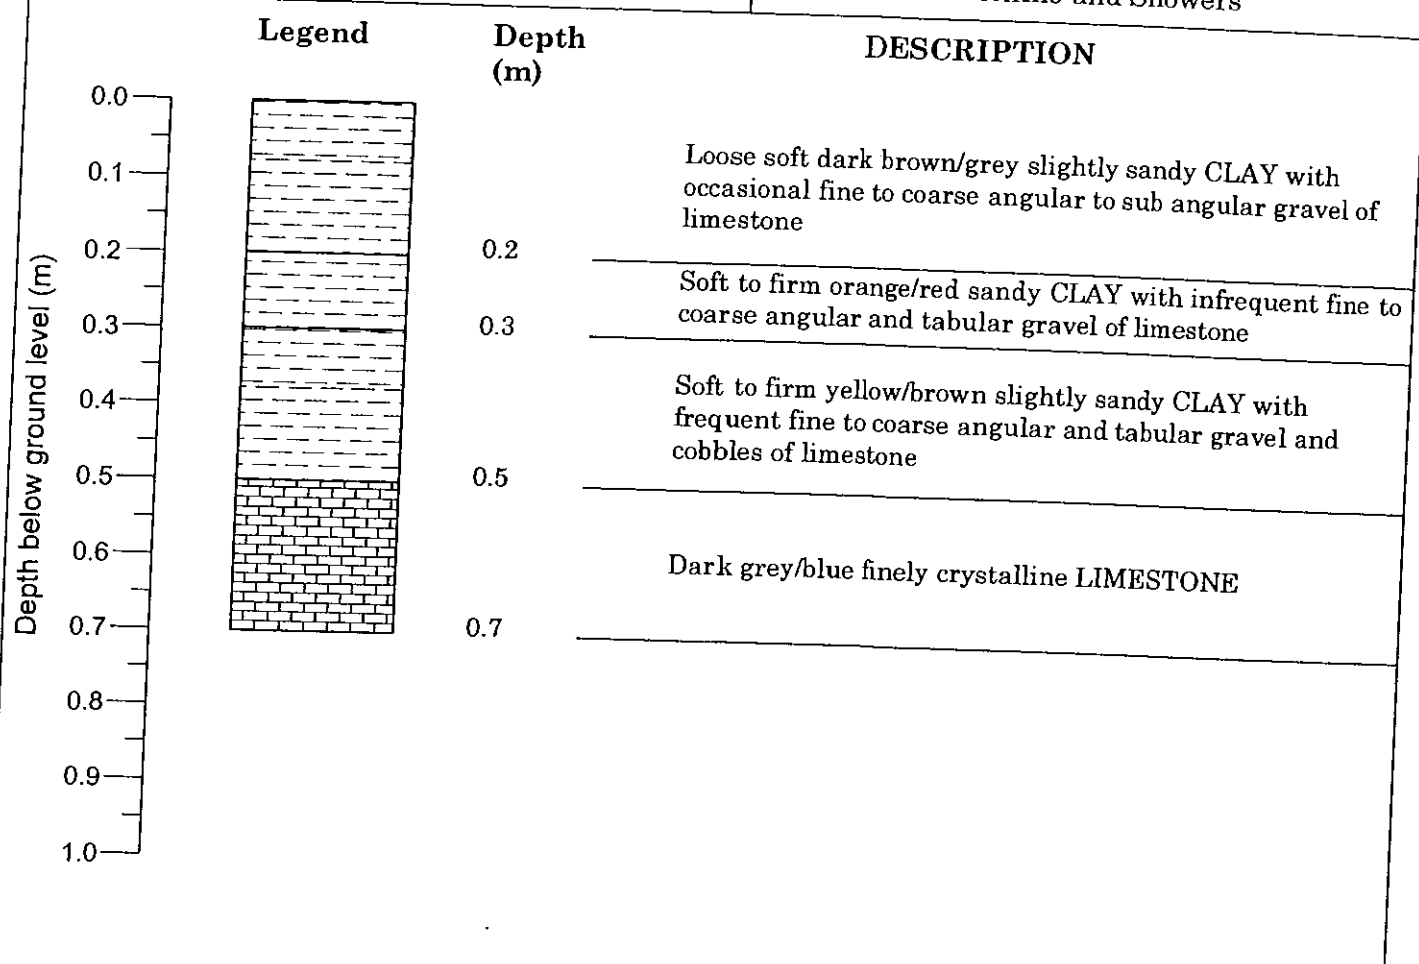 and Showers
Legend
Depth
(m)
DESCRIPTION
0.0
0.1
0.2
0.3
0.4
0.5
0.6
0.7
0.8
0.9
1.0
Depth below ground level (m)
Loose soft dark brown/grey slightly sandy CLAY with
occasional fine to coarse angular to sub angular gravel of
limestone
0.2
Soft to firm orange/red sandy CLAY with infrequent fine to
coarse angular and tabular gravel of limestone
0.3
Soft to firm yellow/brown slightly sandy CLAY with
frequent fine to coarse angular and tabular gravel and
cobbles of limestone
0.5
Dark grey/blue finely crystalline LIMESTONE
0.7